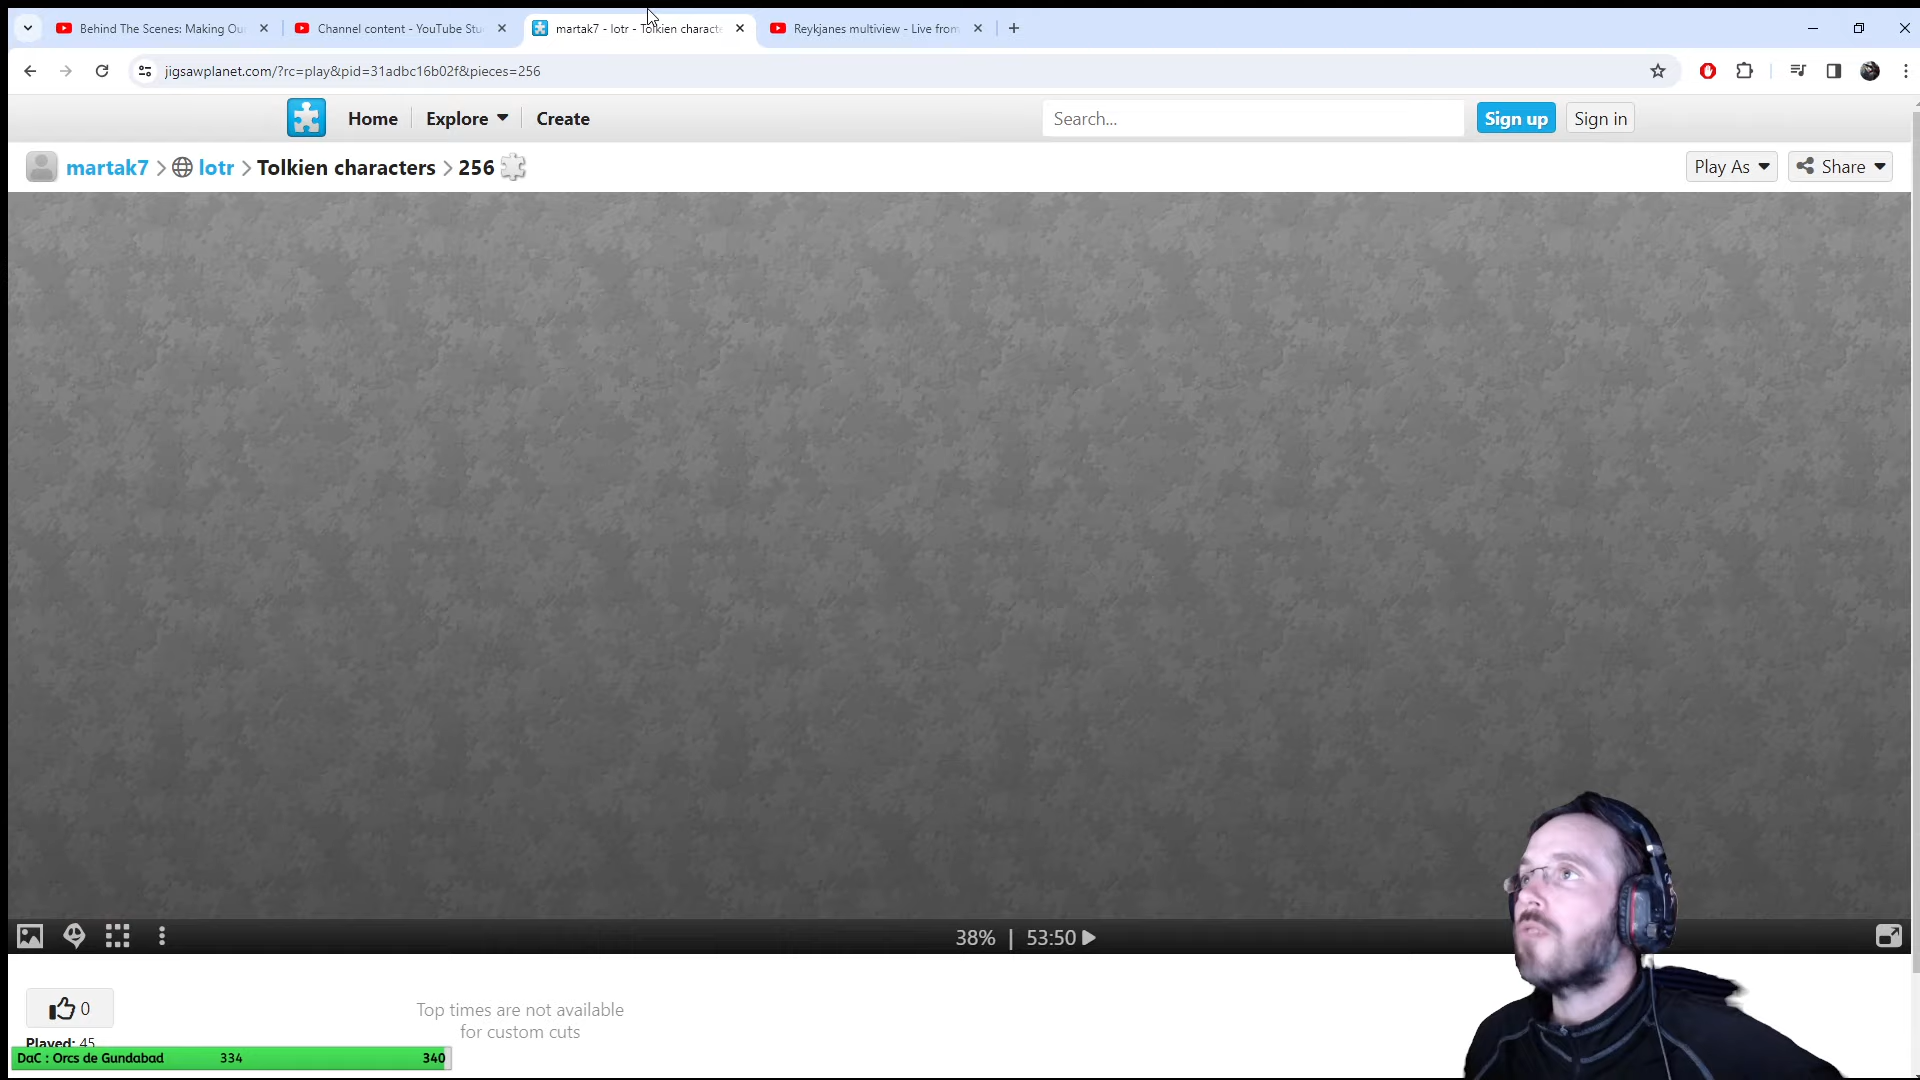 Behind The Scenes: Making Ou
Channel content - YouTube Stu
martak7 - lotr - Tolkien characte
Reykjanes multiview - Live from
jigsawplanet.com/?rc=play&pid=31adbc16b02f&pieces=256
Home Explore Create Search... Sign up Sign in
martak7 > lotr > Tolkien characters > 256 Play As Share
38% | 53:50
0
Top times are not available
for custom cuts
Played: 45
DaC : Orcs de Gundabad 334 340